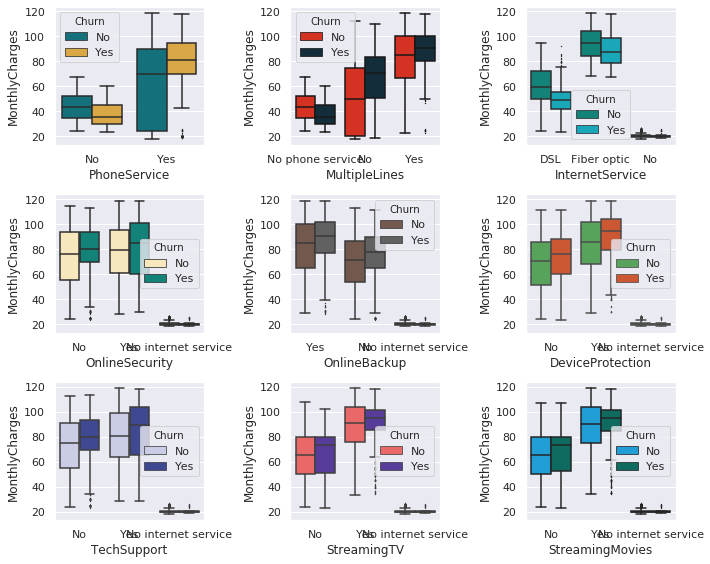 MonthlyCharges
120
100
80
60
40
20
Churn
No
Yes
No Yes
PhoneService
MonthlyCharges
120
100
80
60
40
20
Churn
No
Yes
No phone service No Yes
MultipleLines
MonthlyCharges
120
100
80
60
40
20
Churn
No
Yes
DSL Fiber optic No
InternetService
MonthlyCharges
120
100
80
60
40
20
Churn
No
Yes
No Yes No internet service
OnlineSecurity
MonthlyCharges
120
100
80
60
40
20
Churn
No
Yes
Yes No No internet service
OnlineBackup
MonthlyCharges
120
100
80
60
40
20
Churn
No
Yes
No Yes No internet service
DeviceProtection
MonthlyCharges
120
100
80
60
40
20
Churn
No
Yes
No Yes No internet service
TechSupport
MonthlyCharges
120
100
80
60
40
20
Churn
No
Yes
No Yes No internet service
StreamingTV
MonthlyCharges
120
100
80
60
40
20
Churn
No
Yes
No Yes No internet service
StreamingMovies